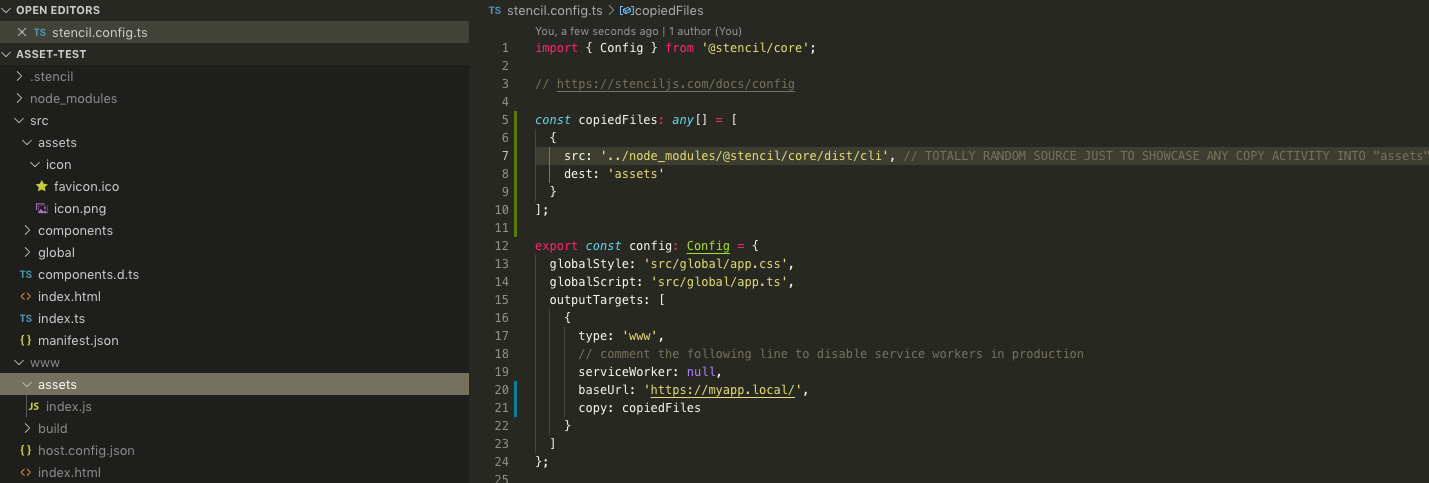 OPEN EDITORS
TS stencil.config.ts
ASSET-TEST
.stencil
node_modules
src
assets
icon
favicon.ico
icon.png
components
global
TS components.d.ts
<> index.html
TS index.ts
{} manifest.json
www
assets
JS index.js
build
{} host.config.json
<> index.html
TS stencil.config.ts > copiedFiles
You, a few seconds ago | 1 author (You)
1 import { Config } from '@stencil/core';
2
3 // https://stenciljs.com/docs/config
4
5 const copiedFiles: any[] = [
6 {
7 src: '../node_modules/@stencil/core/dist/cli', // TOTALLY RANDOM SOURCE JUST TO SHOWCASE ANY COPY ACTIVITY INTO "assets"
8 dest: 'assets'
9 }
10 ];
11
12 export const config: Config = {
13 globalStyle: 'src/global/app.css',
14 globalScript: 'src/global/app.ts',
15 outputTargets: [
16 {
17 type: 'www',
18 // comment the following line to disable service workers in production
19 serviceWorker: null,
20 baseUrl: 'https://myapp.local/',
21 copy: copiedFiles
22 }
23 ]
24 };
25